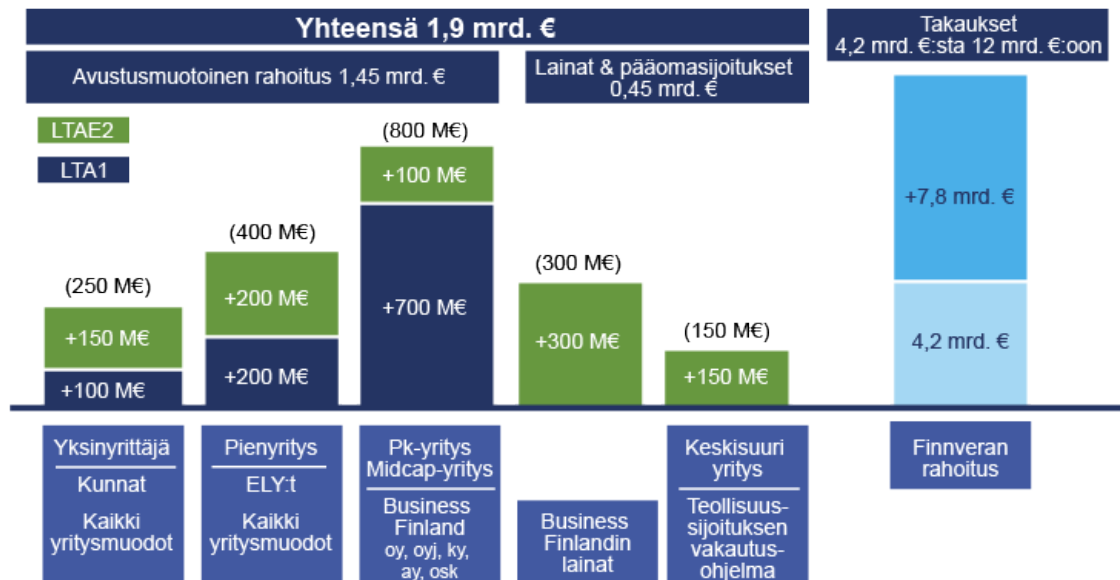 Yhteensä 1,9 mrd. €
Takaukset
4,2 mrd. €:sta 12 mrd. €:oon
Avustusmuotoinen rahoitus 1,45 mrd. €
Lainat & pääomasijoitukset
0,45 mrd. €
LTAE2
LTA1
(250 M€)
+150 M€
+100 M€
(400 M€)
+200 M€
+200 M€
(800 M€)
+100 M€
+700 M€
(300 M€)
+300 M€
(150 M€)
+150 M€
+7,8 mrd. €
4,2 mrd. €
Yksinyrittäjä
Kunnat
Kaikki
yritysmuodot
Pienyritys
ELY:t
Kaikki
yritysmuodot
Pk-yritys
Midcap-yritys
Business
Finland
oy, oyj, ky,
ay, osk
Business
Finlandin
lainat
Keskisuuri
yritys
Teollisuus-
sijoituksen
vakautus-
ohjelma
Finnveran
rahoitus